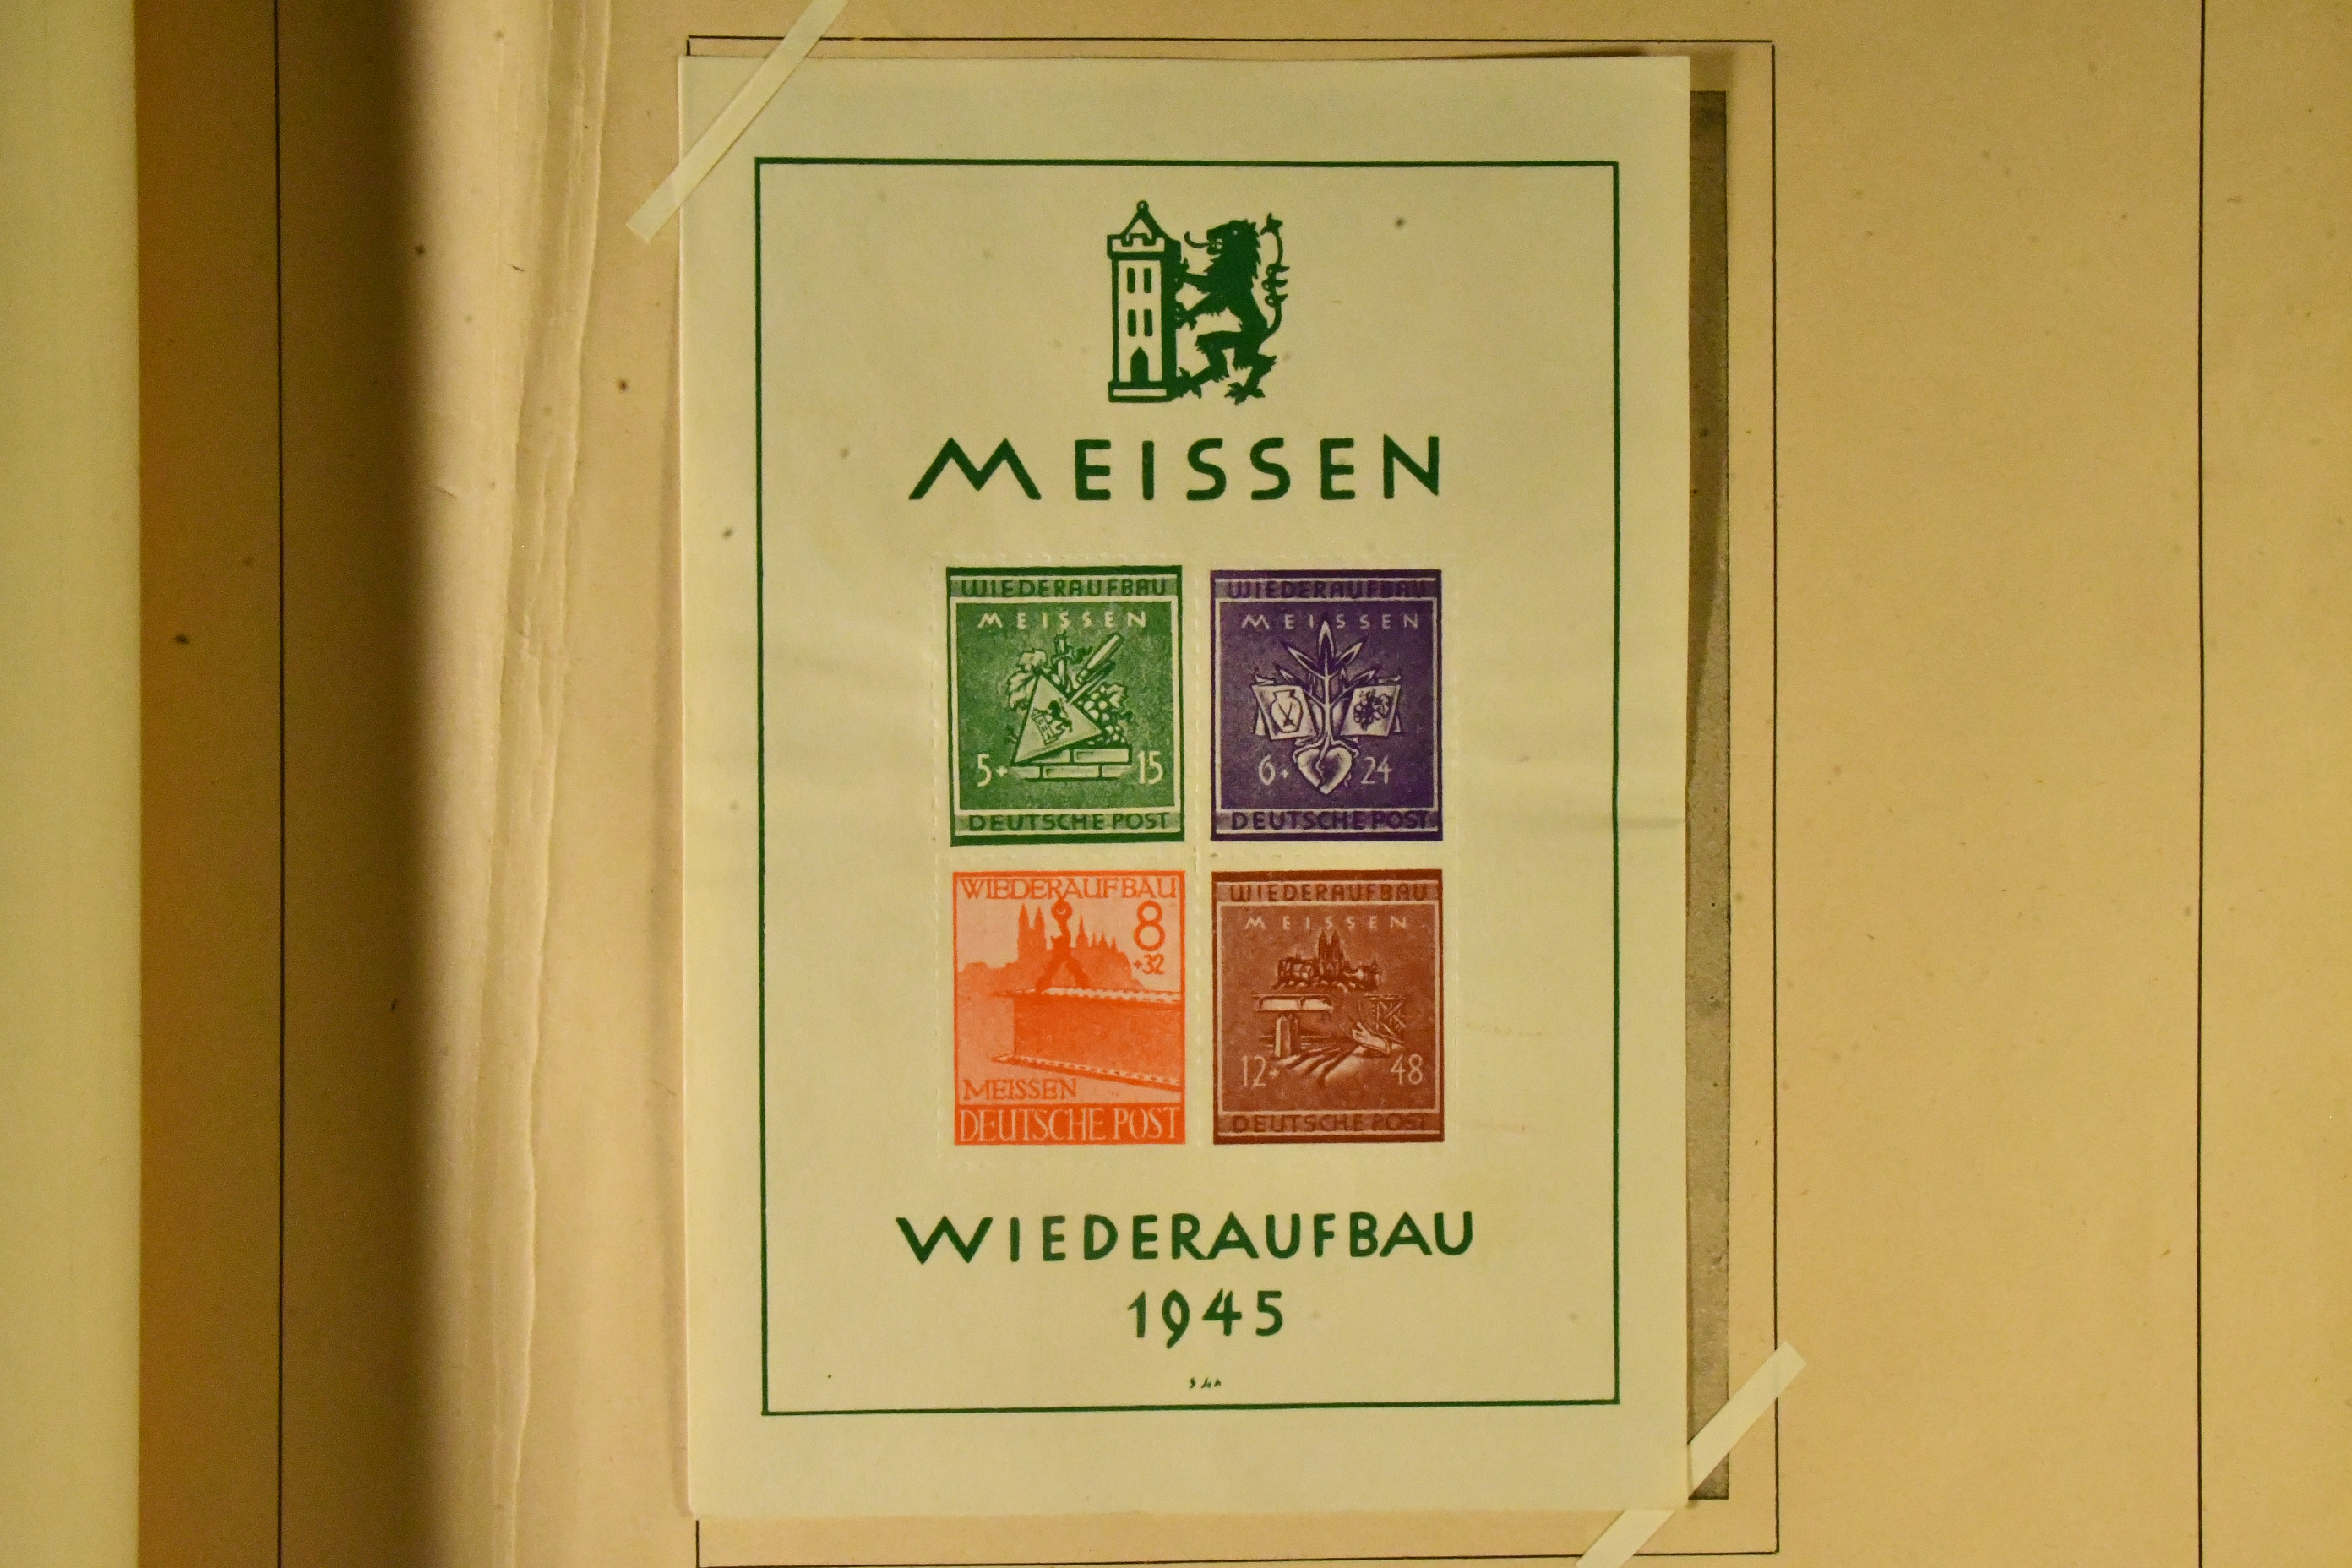 MEISSEN
WIEDERAUFBAU
MEISSEN
5+ 15
DEUTSCHE POST
WIEDERAUFBAU
MEISSEN
6+ 24
DEUTSCHE POST
WIEDERAUFBAU
8
+32
MEISSEN
DEUTSCHE POST
WIEDERAUFBAU
MEISSEN
12+ 48
DEUTSCHE POST
WIEDERAUFBAU
1945